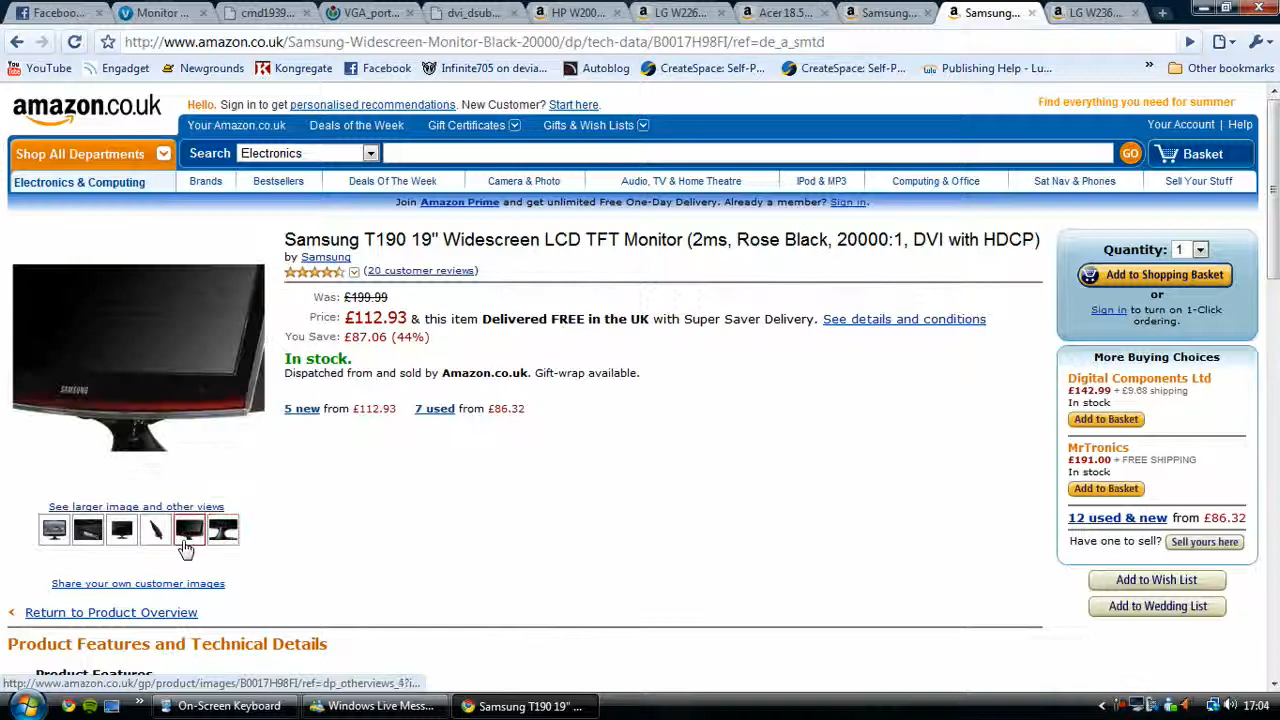 Facebook...
Monitor ...
cmd1939...
VGA_port...
dvi_dsub...
HP W200...
LG W226...
Acer 18.5...
Samsung...
Samsung...
LG W236...
http://www.amazon.co.uk/Samsung-Widescreen-Monitor-Black-20000/dp/tech-data/B0017H98FI/ref=de_a_smtd
YouTube Engadget Newgrounds Kongregate Facebook Infinite705 on devia... Autoblog CreateSpace: Self-P... CreateSpace: Self-P... Publishing Help - Lu... » Other bookmarks
amazon.co.uk
Hello. Sign in to get personalised recommendations. New Customer? Start here.
Find everything you need for summer
Your Amazon.co.uk Deals of the Week Gift Certificates Gifts & Wish Lists
Your Account | Help
Shop All Departments
Search Electronics GO Basket
Electronics & Computing Brands Bestsellers Deals Of The Week Camera & Photo Audio, TV & Home Theatre iPod & MP3 Computing & Office Sat Nav & Phones Sell Your Stuff
Join Amazon Prime and get unlimited Free One-Day Delivery. Already a member? Sign in.
Samsung T190 19" Widescreen LCD TFT Monitor (2ms, Rose Black, 20000:1, DVI with HDCP)
by Samsung
(20 customer reviews)
Was: £199.99
Price: £112.93 & this item Delivered FREE in the UK with Super Saver Delivery. See details and conditions
You Save: £87.06 (44%)
In stock.
Dispatched from and sold by Amazon.co.uk. Gift-wrap available.
5 new from £112.93 7 used from £86.32
SAMSUNG
See larger image and other views
Share your own customer images
Return to Product Overview
Product Features and Technical Details
Product Features
Quantity: 1
Add to Shopping Basket
or
Sign in to turn on 1-Click
ordering.
More Buying Choices
Digital Components Ltd
£142.99 + £9.68 shipping
In stock
Add to Basket
MrTronics
£191.00 + FREE SHIPPING
In stock
Add to Basket
12 used & new from £86.32
Have one to sell? Sell yours here
Add to Wish List
Add to Wedding List
http://www.amazon.co.uk/gp/product/images/B0017H98FI/ref=dp_otherviews_4?i...
» On-Screen Keyboard Windows Live Mess... Samsung T190 19" ... 17:04